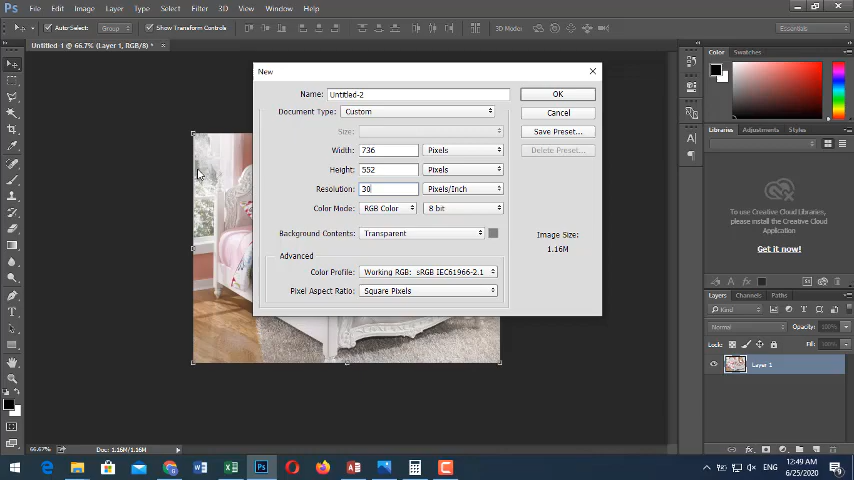 Ps File Edit Image Layer Type Select Filter 3D View Window Help
Auto-Select: Group Show Transform Controls 3D Mode: Essentials
Untitled-1 @ 66.7% (Layer 1, RGB/8) * ×
New
Name: Untitled-2 OK
Document Type: Custom Cancel
Size: Save Preset...
Width: 736 Pixels Delete Preset...
Height: 552 Pixels
Resolution: 30 Pixels/Inch
Color Mode: RGB Color 8 bit
Background Contents: Transparent Image Size:
1.16M
Advanced
Color Profile: Working RGB: sRGB IEC61966-2.1
Pixel Aspect Ratio: Square Pixels
Color Swatches
Libraries Adjustments Styles
To use Creative Cloud Libraries,
please install the Creative Cloud
Application
Get it now!
Layers Channels Paths
Kind
Normal Opacity: 100%
Lock: Fill: 100%
Layer 1
66.67% Doc: 1.16M/1.16M
ENG 12:49 AM
6/25/2020